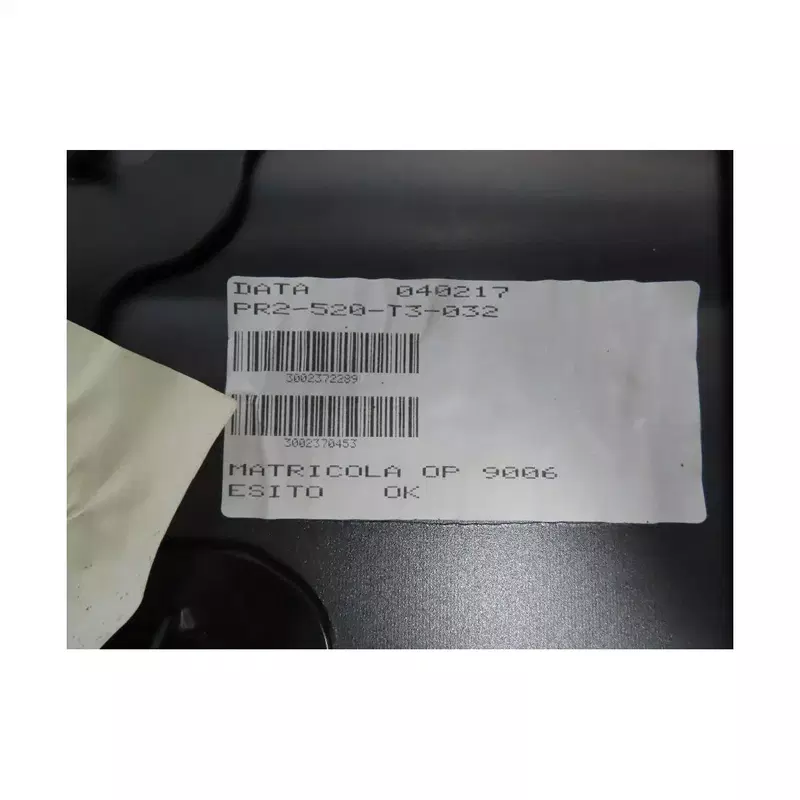 DATA 040217
PR2-520-T3-032
3002372289
3002370453
MATRICOLA OP 9006
ESITO OK